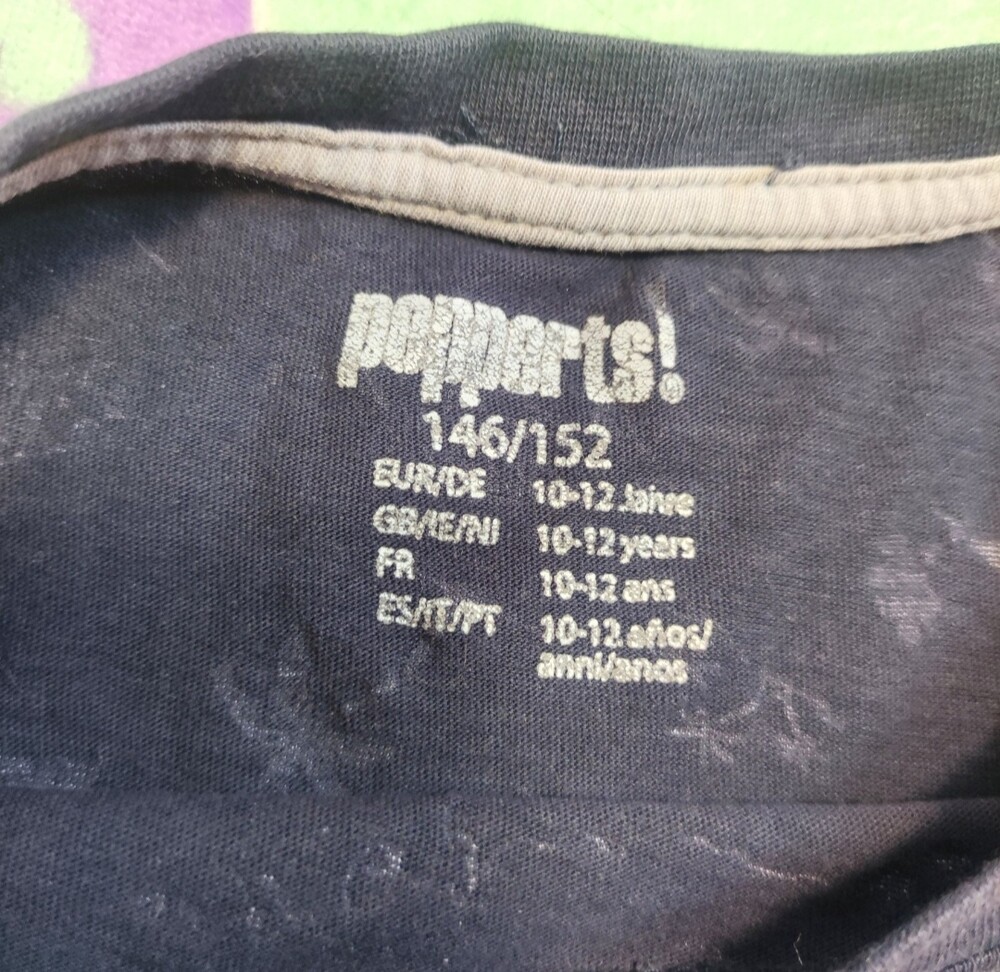 pepperts!®
146/152
EUR/DE 10-12 Jahre
GB/IE/NI 10-12 years
FR 10-12 ans
ES/IT/PT 10-12 años/
anni/anos